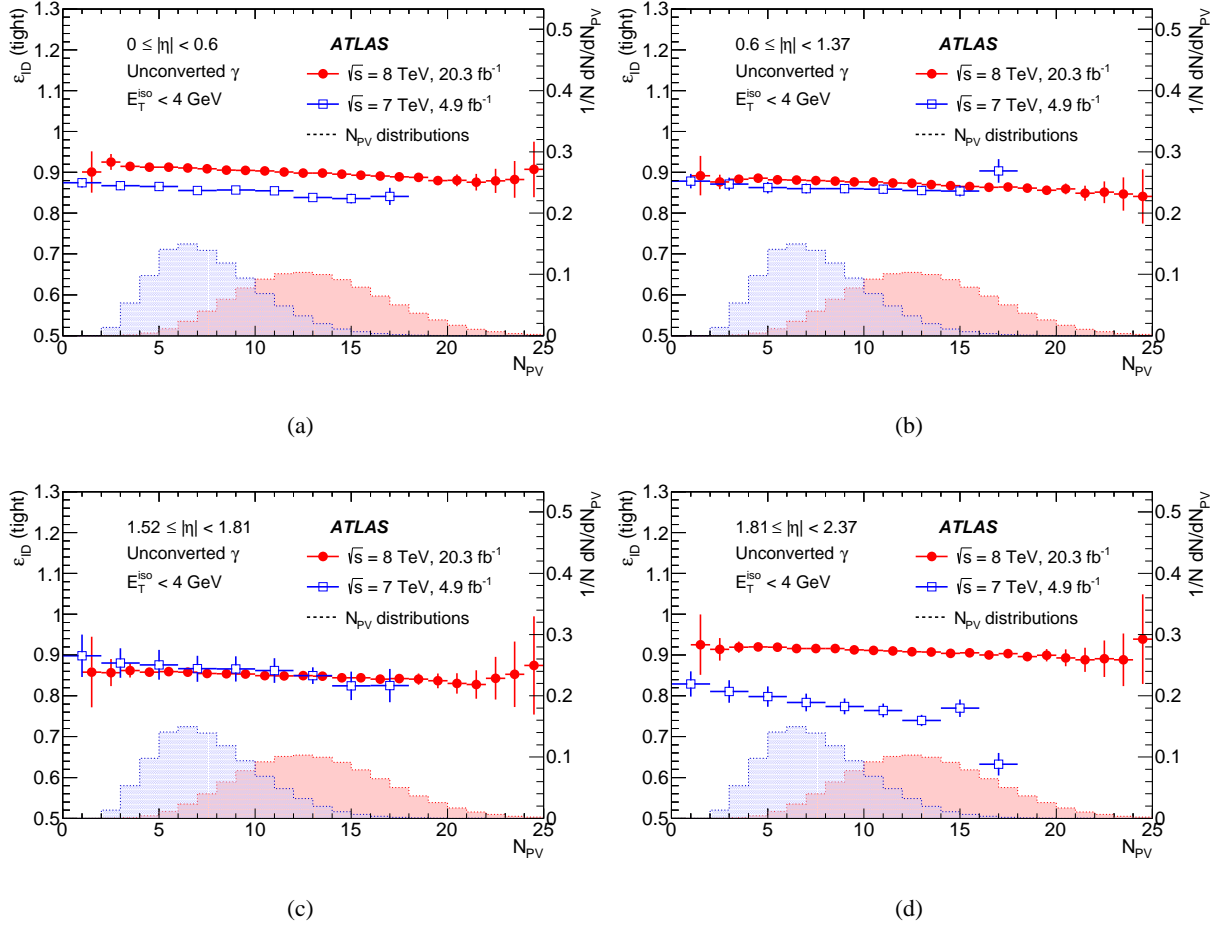 ε_ID (tight)
1.3
1.2
1.1
1
0.9
0.8
0.7
0.6
0.5
0 ≤ |η| < 0.6
Unconverted γ
E_T^iso < 4 GeV
ATLAS
√s = 8 TeV, 20.3 fb⁻¹
√s = 7 TeV, 4.9 fb⁻¹
N_PV distributions
0.5
0.4
0.3
0.2
0.1
0
1/N dN/dN_PV
0 5 10 15 20 25
N_PV
(a)
ε_ID (tight)
1.3
1.2
1.1
1
0.9
0.8
0.7
0.6
0.5
0.6 ≤ |η| < 1.37
Unconverted γ
E_T^iso < 4 GeV
ATLAS
√s = 8 TeV, 20.3 fb⁻¹
√s = 7 TeV, 4.9 fb⁻¹
N_PV distributions
0.5
0.4
0.3
0.2
0.1
0
1/N dN/dN_PV
0 5 10 15 20 25
N_PV
(b)
ε_ID (tight)
1.3
1.2
1.1
1
0.9
0.8
0.7
0.6
0.5
1.52 ≤ |η| < 1.81
Unconverted γ
E_T^iso < 4 GeV
ATLAS
√s = 8 TeV, 20.3 fb⁻¹
√s = 7 TeV, 4.9 fb⁻¹
N_PV distributions
0.5
0.4
0.3
0.2
0.1
0
1/N dN/dN_PV
0 5 10 15 20 25
N_PV
(c)
ε_ID (tight)
1.3
1.2
1.1
1
0.9
0.8
0.7
0.6
0.5
1.81 ≤ |η| < 2.37
Unconverted γ
E_T^iso < 4 GeV
ATLAS
√s = 8 TeV, 20.3 fb⁻¹
√s = 7 TeV, 4.9 fb⁻¹
N_PV distributions
0.5
0.4
0.3
0.2
0.1
0
1/N dN/dN_PV
0 5 10 15 20 25
N_PV
(d)